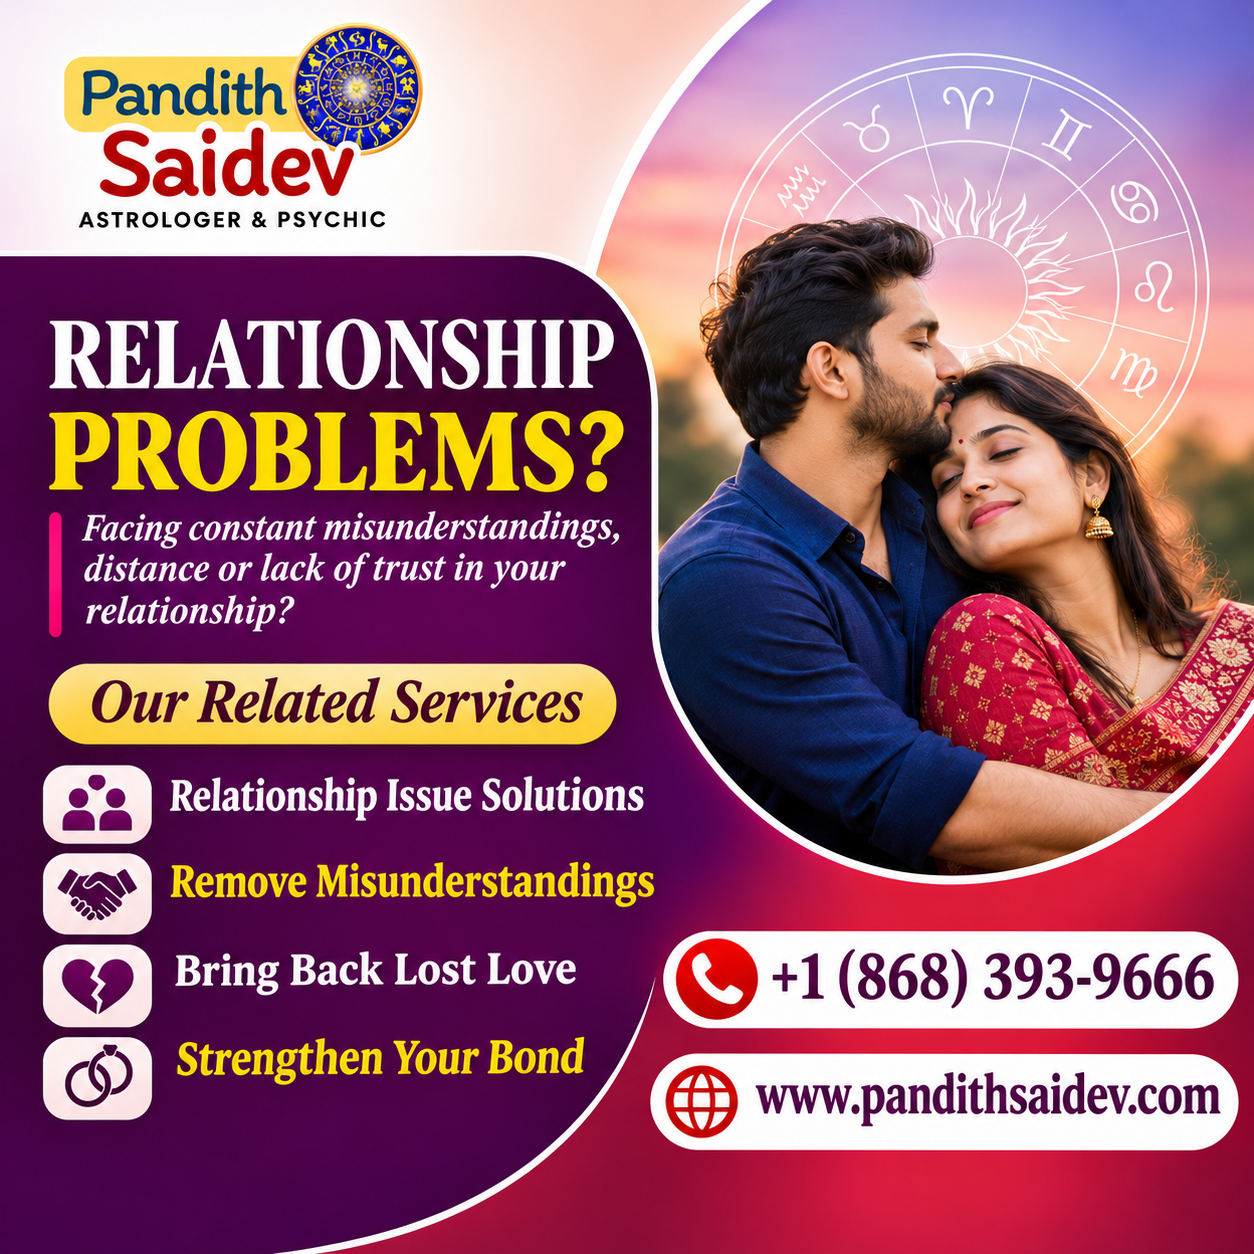 Pandith
Saidev
ASTROLOGER & PSYCHIC
RELATIONSHIP
PROBLEMS?
Facing constant misunderstandings,
distance or lack of trust in your
relationship?
Our Related Services
Relationship Issue Solutions
Remove Misunderstandings
Bring Back Lost Love
Strengthen Your Bond
+1 (868) 393-9666
www.pandithsaidev.com